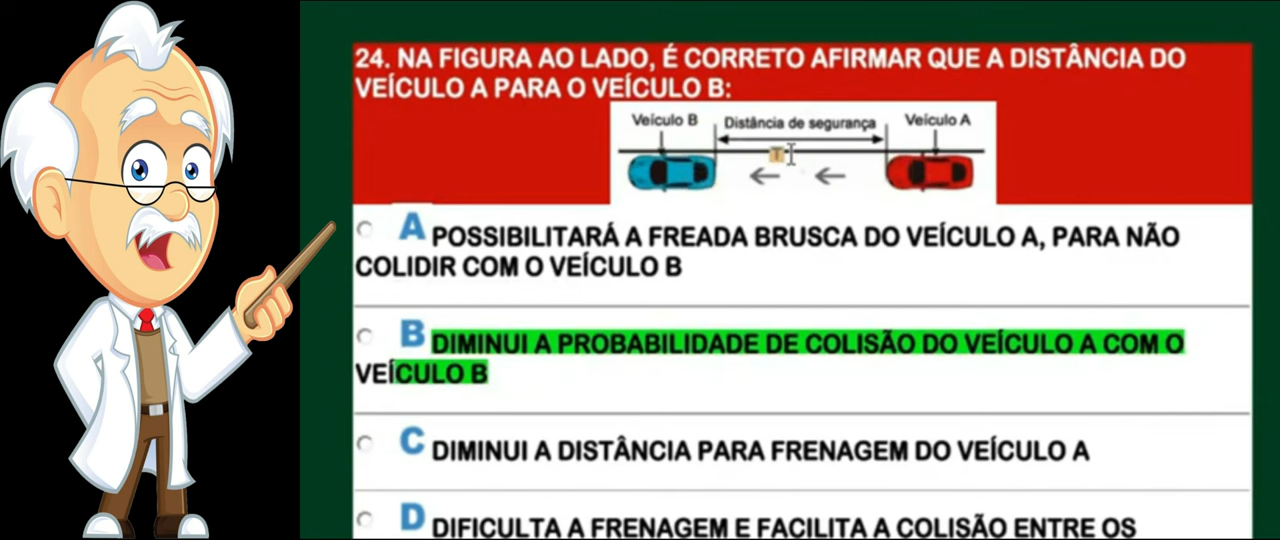 24. NA FIGURA AO LADO, É CORRETO AFIRMAR QUE A DISTÂNCIA DO
VEÍCULO A PARA O VEÍCULO B:
Veículo B
Distância de segurança
Veículo A
A POSSIBILITARÁ A FREADA BRUSCA DO VEÍCULO A, PARA NÃO
COLIDIR COM O VEÍCULO B
B DIMINUI A PROBABILIDADE DE COLISÃO DO VEÍCULO A COM O
VEÍCULO B
C DIMINUI A DISTÂNCIA PARA FRENAGEM DO VEÍCULO A
D DIFICULTA A FRENAGEM E FACILITA A COLISÃO ENTRE OS